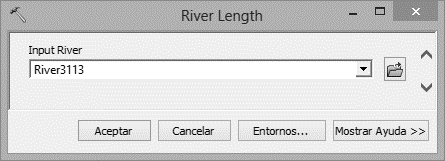 River Length
Input River
River3113
Aceptar
Cancelar
Entornos...
Mostrar Ayuda >>